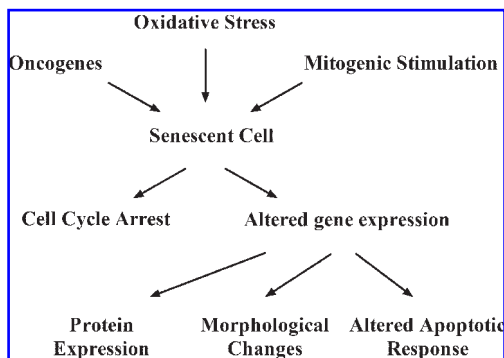 Oxidative Stress
Oncogenes
Mitogenic Stimulation
Senescent Cell
Cell Cycle Arrest
Altered gene expression
Protein
Expression
Morphological
Changes
Altered Apoptotic
Response